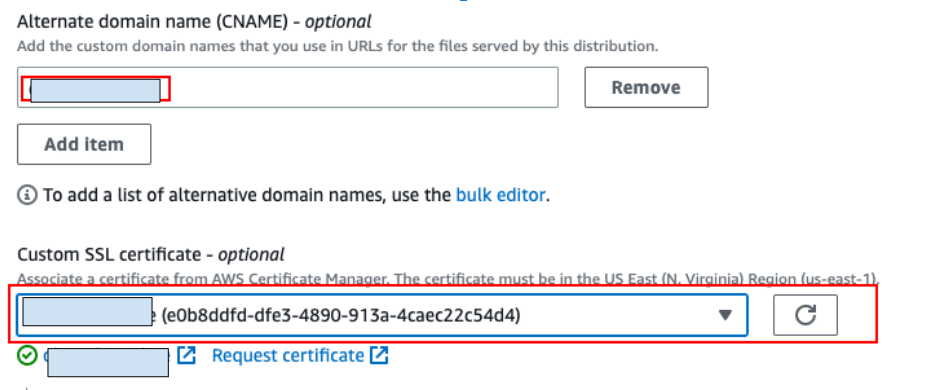 Alternate domain name (CNAME) - optional
Add the custom domain names that you use in URLs for the files served by this distribution.
Remove
Add item
To add a list of alternative domain names, use the bulk editor.
Custom SSL certificate - optional
Associate a certificate from AWS Certificate Manager. The certificate must be in the US East (N. Virginia) Region (us-east-1).
(e0b8ddfd-dfe3-4890-913a-4caec22c54d4)
Request certificate